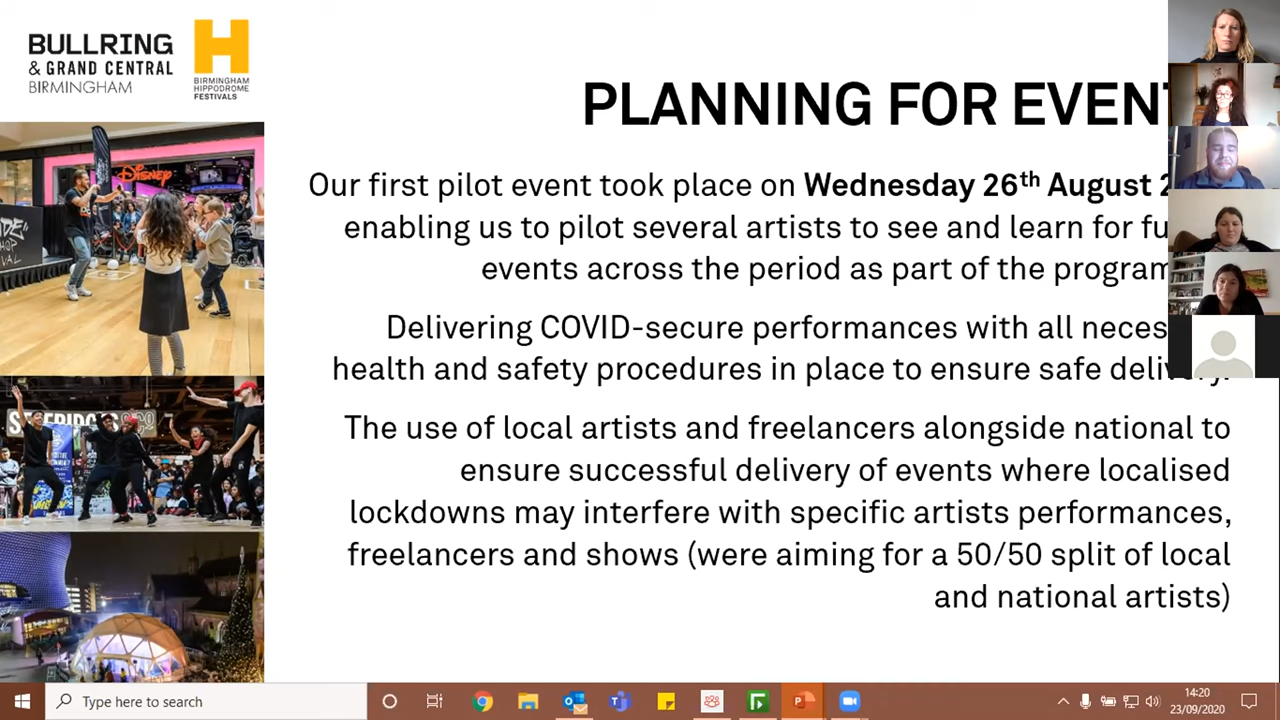 BULLRING
& GRAND CENTRAL
BIRMINGHAM
H
BIRMINGHAM
HIPPODROME
FESTIVALS
PLANNING FOR EVENT
Our first pilot event took place on Wednesday 26th August 2
enabling us to pilot several artists to see and learn for fu
events across the period as part of the program
Delivering COVID-secure performances with all neces
health and safety procedures in place to ensure safe delivery.
The use of local artists and freelancers alongside national to
ensure successful delivery of events where localised
lockdowns may interfere with specific artists performances,
freelancers and shows (were aiming for a 50/50 split of local
and national artists)
DISNEY
Type here to search
14:20
23/09/2020